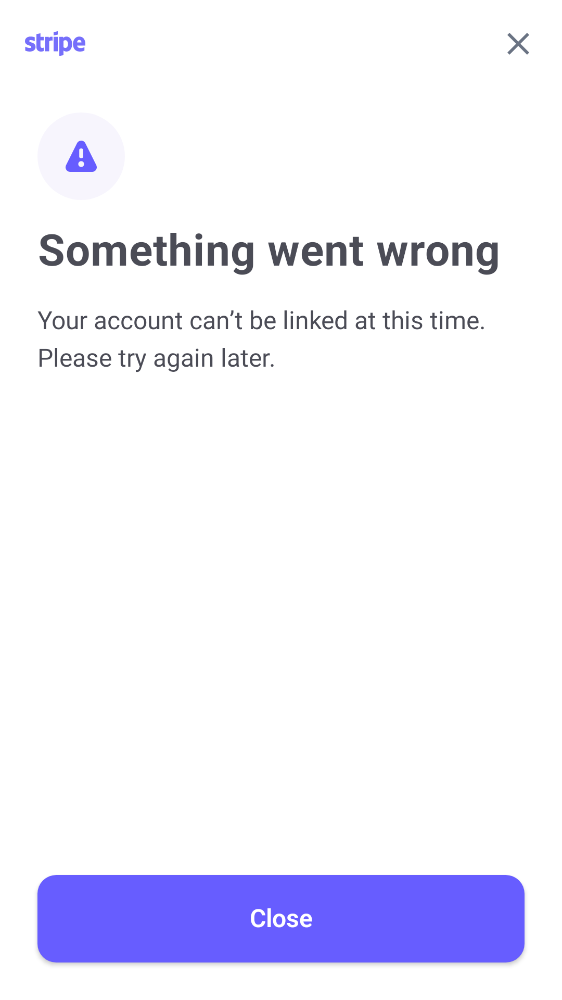 stripe
Something went wrong
Your account can’t be linked at this time.
Please try again later.
Close